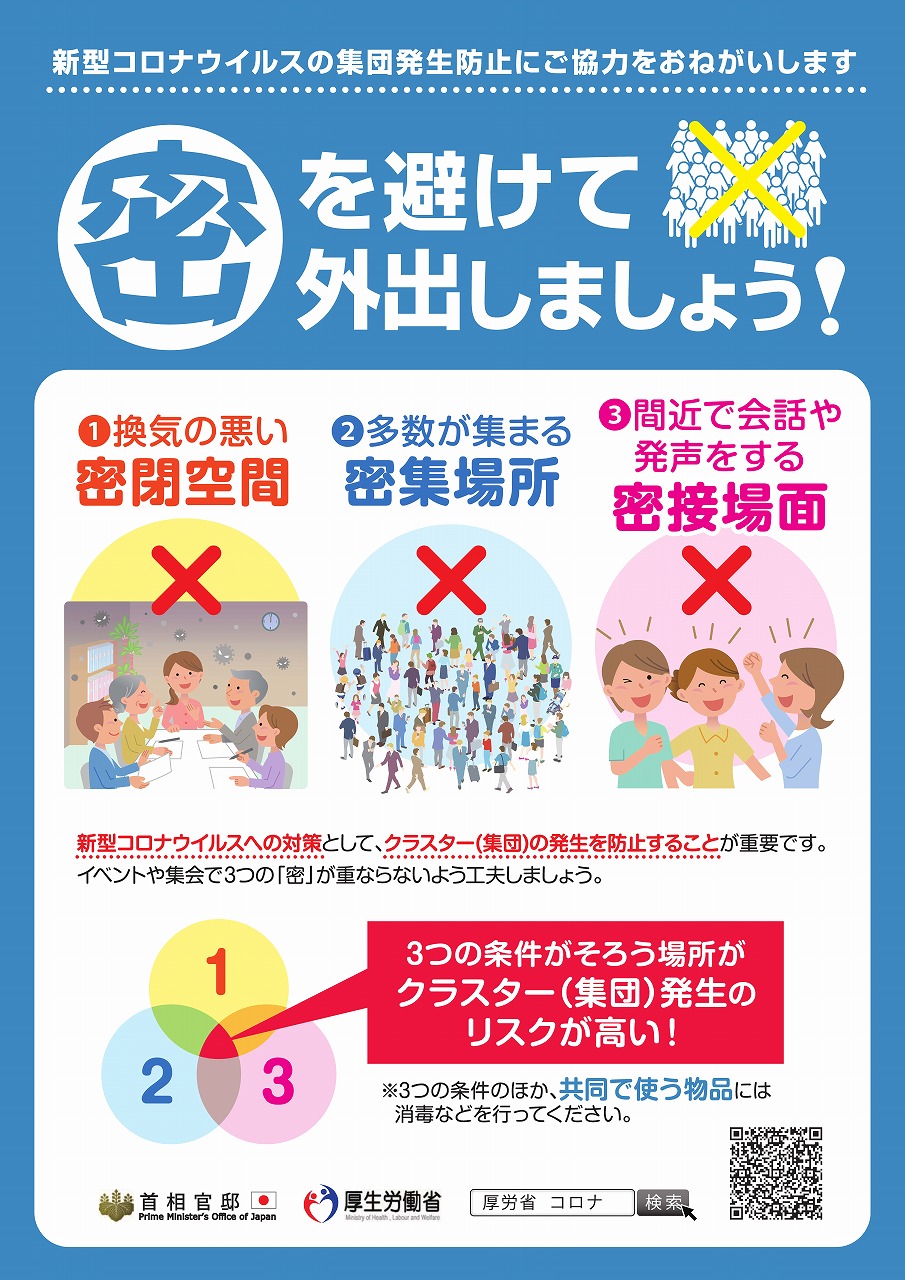 新型コロナウイルスの集団発生防止にご協力をおねがいします
密を避けて
外出しましょう!
❶換気の悪い
密閉空間
❷多数が集まる
密集場所
❸間近で会話や
発声をする
密接場面
新型コロナウイルスへの対策として、クラスター(集団)の発生を防止することが重要です。
イベントや集会で3つの「密」が重ならないよう工夫しましょう。
1
2
3
3つの条件がそろう場所が
クラスター(集団)発生の
リスクが高い!
※3つの条件のほか、共同で使う物品には
消毒などを行ってください。
首相官邸
Prime Minister's Office of Japan
厚生労働省
Ministry of Health, Labour and Welfare
厚労省 コロナ 検索